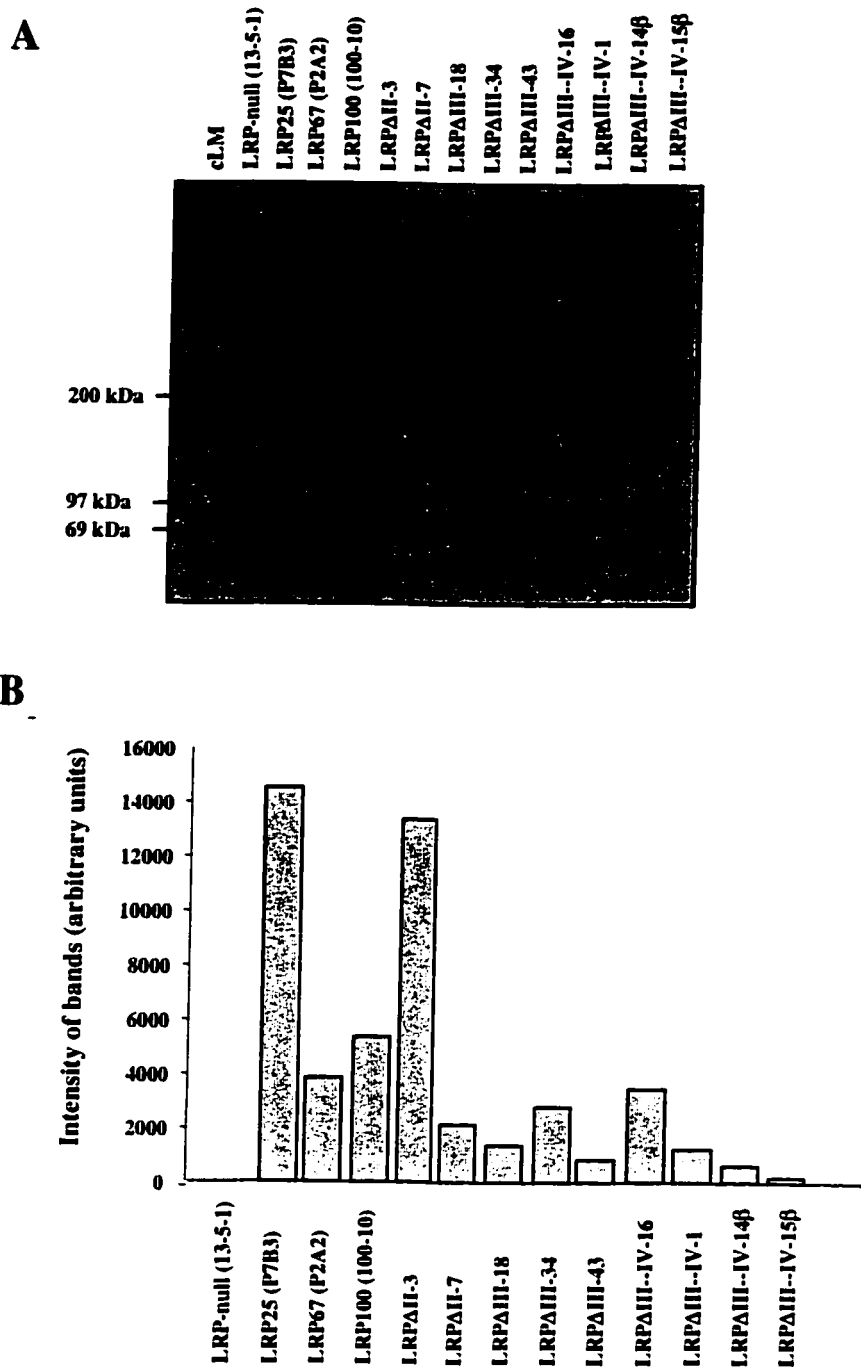 A
cLM
LRP-null (13-5-1)
LRP25 (P7B3)
LRP67 (P2A2)
LRP100 (100-10)
LRPΔII-3
LRPΔII-7
LRPΔIII-18
LRPΔIII-34
LRPΔIII-43
LRPΔIII--IV-16
LRPΔIII--IV-1
LRPΔIII--IV-14β
LRPΔIII--IV-15β
200 kDa
97 kDa
69 kDa
B
Intensity of bands (arbitrary units)
16000
14000
12000
10000
8000
6000
4000
2000
0
LRP-null (13-5-1)
LRP25 (P7B3)
LRP67 (P2A2)
LRP100 (100-10)
LRPΔII-3
LRPΔII-7
LRPΔIII-18
LRPΔIII-34
LRPΔIII-43
LRPΔIII--IV-16
LRPΔIII--IV-1
LRPΔIII--IV-14β
LRPΔIII--IV-15β